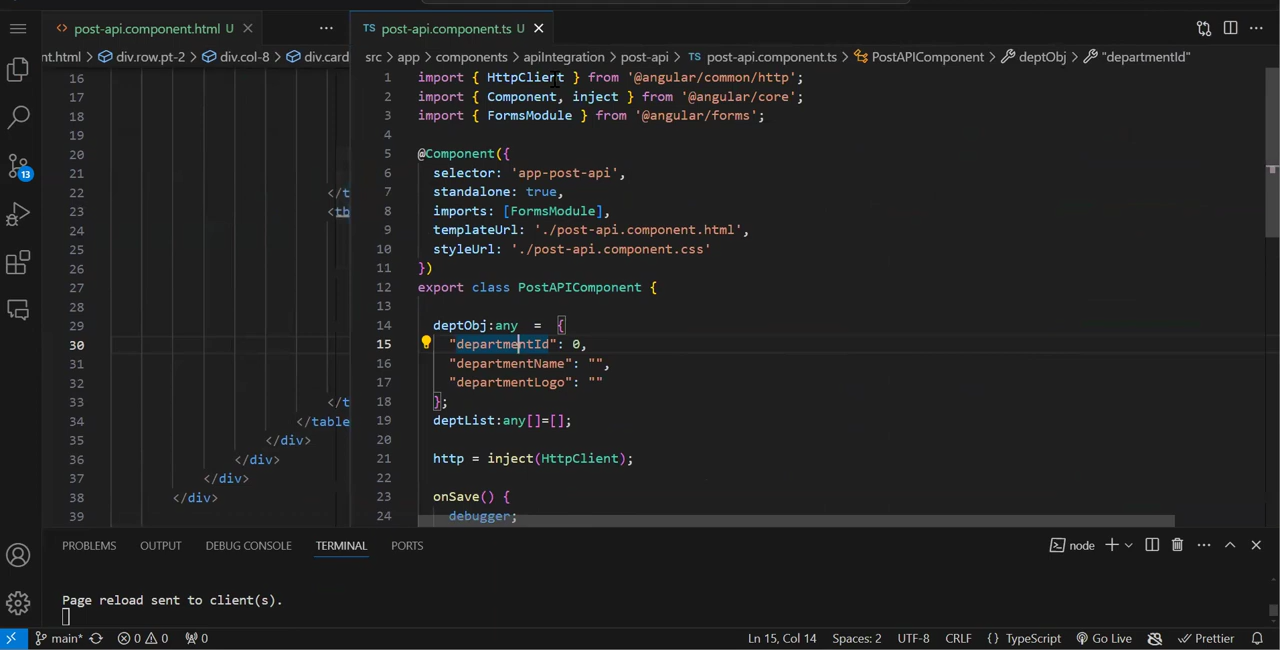 post-api.component.html U
TS post-api.component.ts U
nt.html > div.row.pt-2 > div.col-8 > div.card
src > app > components > apiIntegration > post-api > TS post-api.component.ts > PostAPIComponent > deptObj > "departmentId"
16
17
18
19
20
21
22 </t
23 <tb
24
25
26
27
28
29
30
31
32
33 </t
34 </table
35 </div>
36 </div>
37 </div>
38 </div>
39
1 import { HttpClient } from '@angular/common/http';
2 import { Component, inject } from '@angular/core';
3 import { FormsModule } from '@angular/forms';
4
5 @Component({
6 selector: 'app-post-api',
7 standalone: true,
8 imports: [FormsModule],
9 templateUrl: './post-api.component.html',
10 styleUrl: './post-api.component.css'
11 })
12 export class PostAPIComponent {
13
14 deptObj:any = {
15 "departmentId": 0,
16 "departmentName": "",
17 "departmentLogo": ""
18 };
19 deptList:any[]=[];
20
21 http = inject(HttpClient);
22
23 onSave() {
24 debugger;
13
PROBLEMS OUTPUT DEBUG CONSOLE TERMINAL PORTS
node
Page reload sent to client(s).
main* 0 0 0 Ln 15, Col 14 Spaces: 2 UTF-8 CRLF {} TypeScript Go Live Prettier